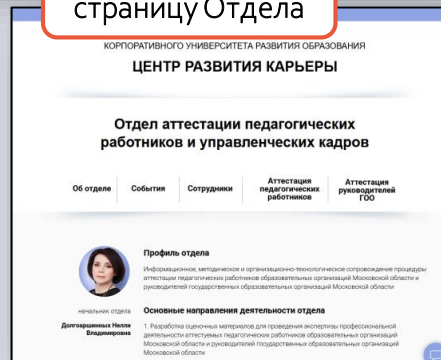 страницу Отдела
КОРПОРАТИВНОГО УНИВЕРСИТЕТА РАЗВИТИЯ ОБРАЗОВАНИЯ
ЦЕНТР РАЗВИТИЯ КАРЬЕРЫ
Отдел аттестации педагогических
работников и управленческих кадров
Об отделе
События
Сотрудники
Аттестация
педагогических
работников
Аттестация
руководителей
ГОО
Профиль отдела
Информационное, методическое и организационно-технологическое сопровождение процедуры
аттестации педагогических работников образовательных организаций Московской области и
руководителей государственных образовательных организаций Московской области
начальник отдела
Долгоаршинных Нелли
Владимировна
Основные направления деятельности отдела
1. Разработка оценочных материалов для проведения экспертизы профессиональной
деятельности аттестуемых педагогических работников образовательных организаций
Московской области и руководителей государственных образовательных организаций
Московской области